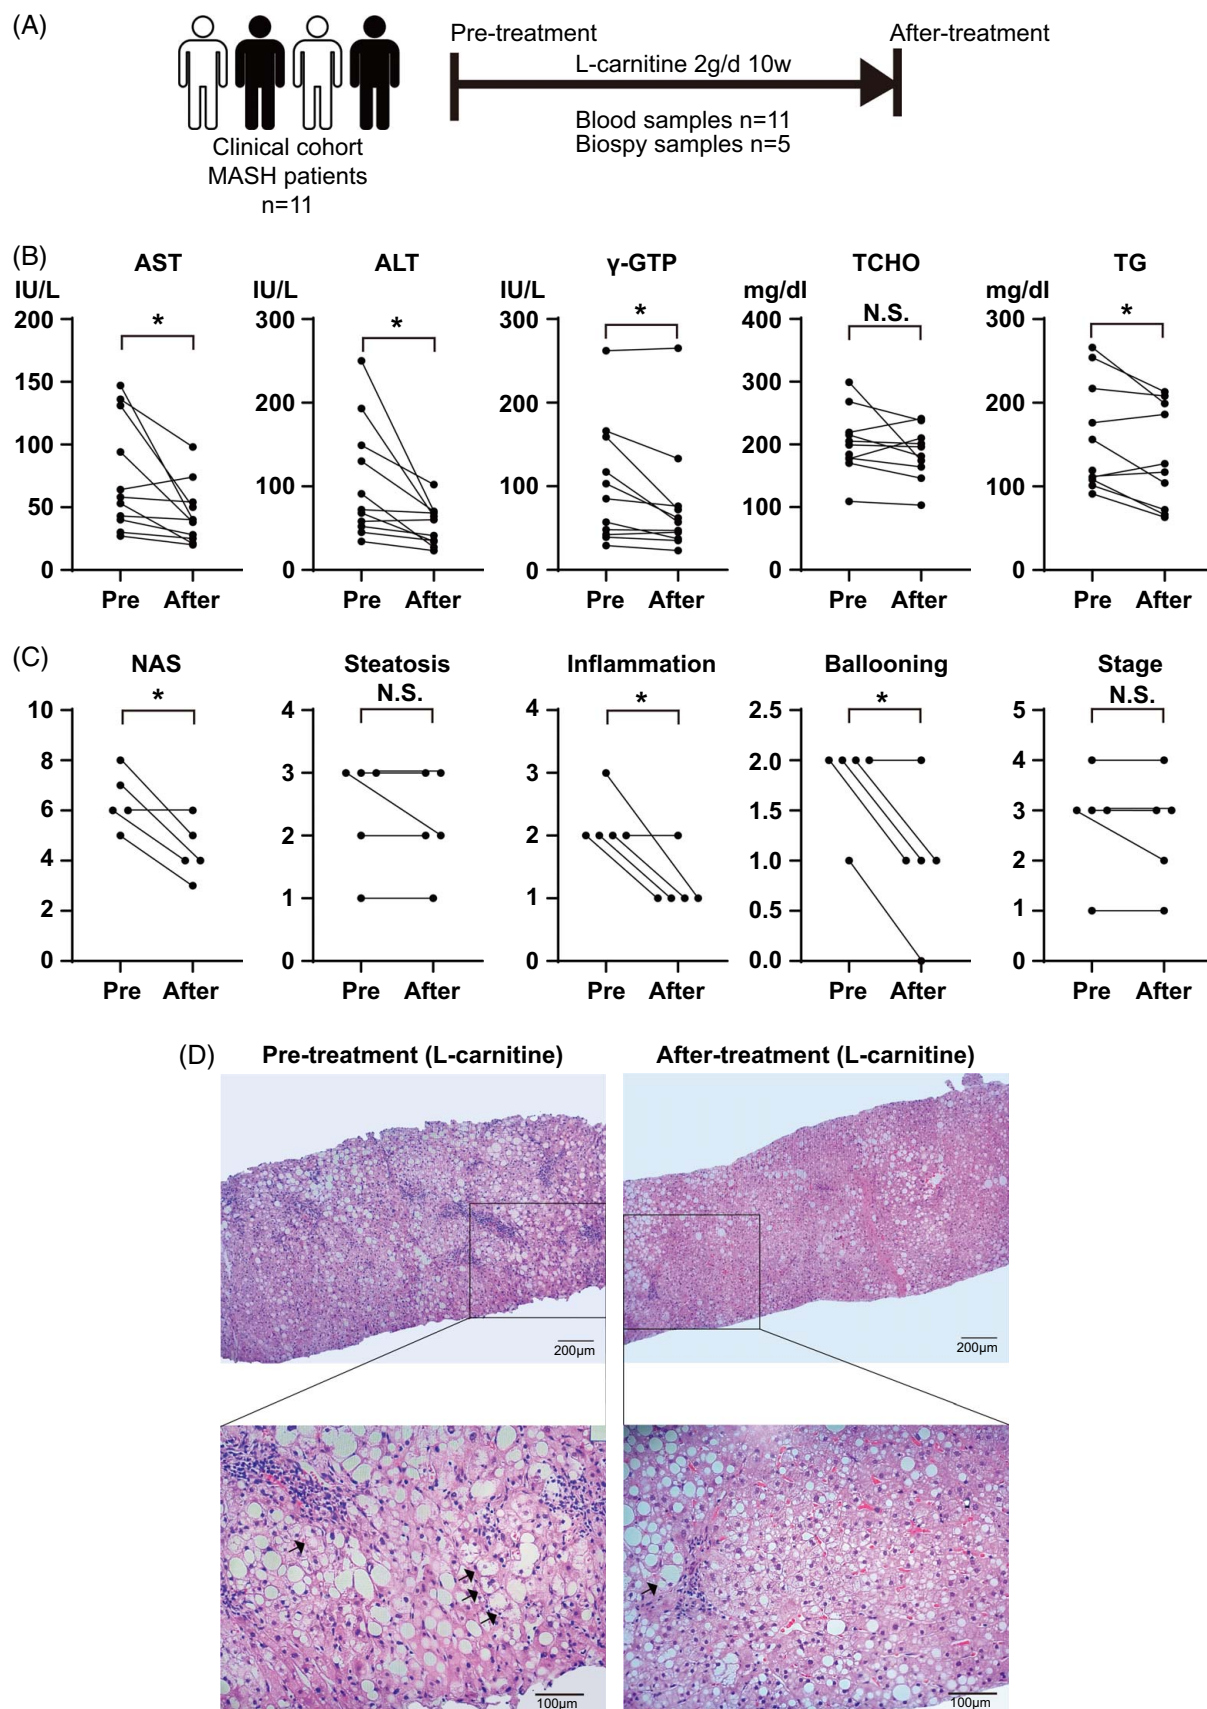 (A)
Pre-treatment
After-treatment
L-carnitine 2g/d 10w
Blood samples n=11
Biospy samples n=5
Clinical cohort
MASH patients
n=11
(B)
AST
ALT
γ-GTP
TCHO
TG
IU/L
IU/L
IU/L
mg/dl
mg/dl
200
150
100
50
0
*
Pre After
300
200
100
0
*
Pre After
300
200
100
0
*
Pre After
400
300
200
100
0
N.S.
Pre After
300
200
100
0
*
Pre After
(C)
NAS
10
8
6
4
2
0
*
Pre After
Steatosis
N.S.
4
3
2
1
0
Pre After
Inflammation
*
4
3
2
1
0
Pre After
Ballooning
*
2.5
2.0
1.5
1.0
0.5
0.0
Pre After
Stage
N.S.
5
4
3
2
1
0
Pre After
(D)
Pre-treatment (L-carnitine)
After-treatment (L-carnitine)
200µm
200µm
100µm
100µm